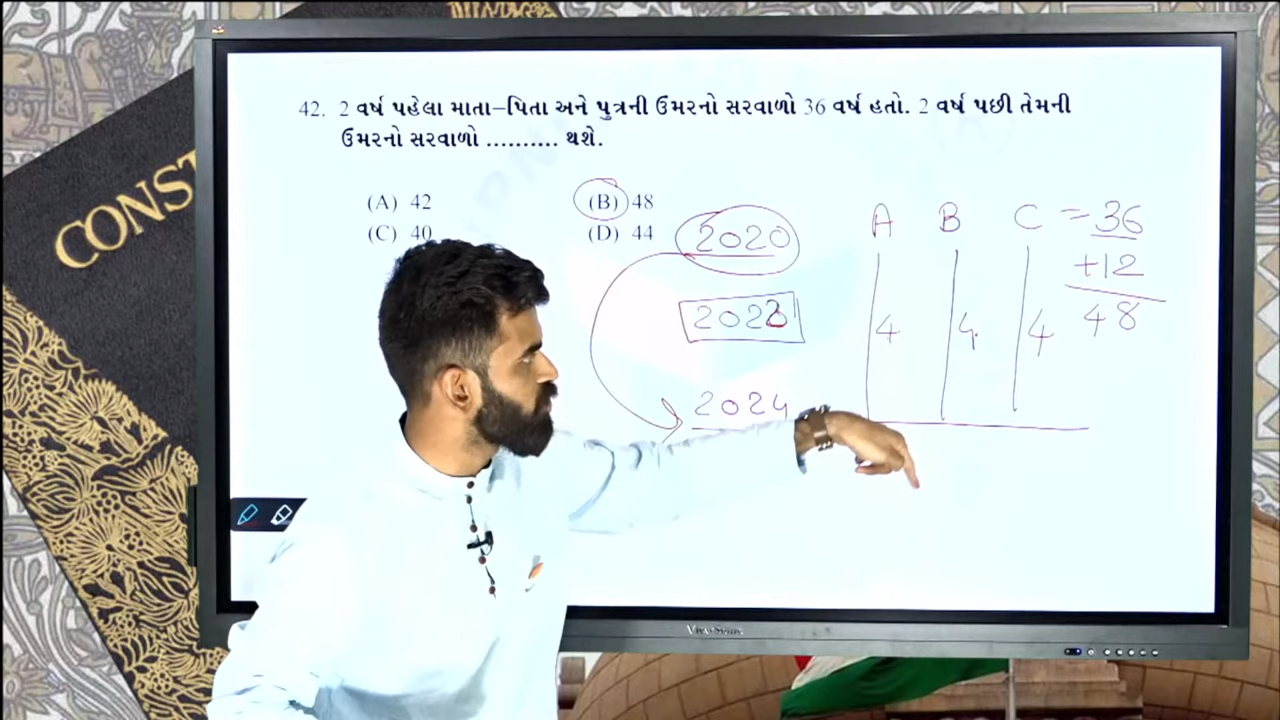 CONST
42. 2 વર્ષ પહેલા માતા–પિતા અને પુત્રની ઉંમરનો સરવાળો 36 વર્ષ હતો. 2 વર્ષ પછી તેમની
ઉંમરનો સરવાળો .......... થશે.
(A) 42 (B) 48
(C) 40 (D) 44
2020 A B C = 36
+12
2022 4 4 4 48
2024
ViewSonic